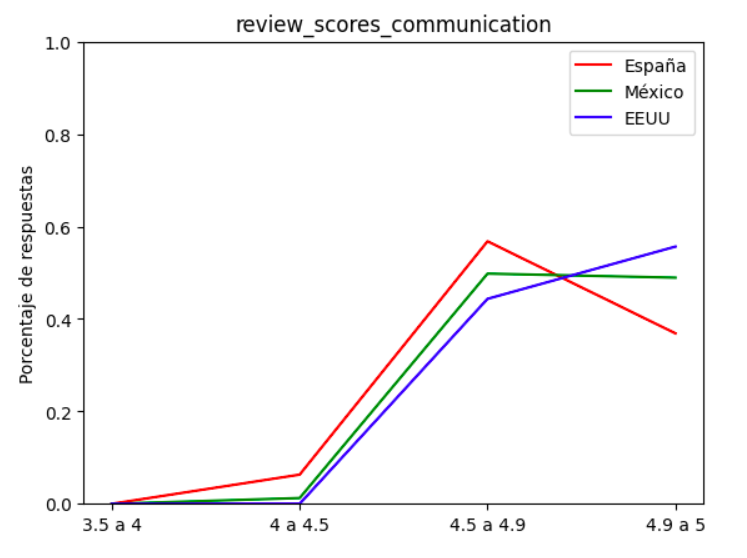 review_scores_communication
1.0
0.8
0.6
0.4
0.2
0.0
Porcentaje de respuestas
España
México
EEUU
3.5 a 4
4 a 4.5
4.5 a 4.9
4.9 a 5